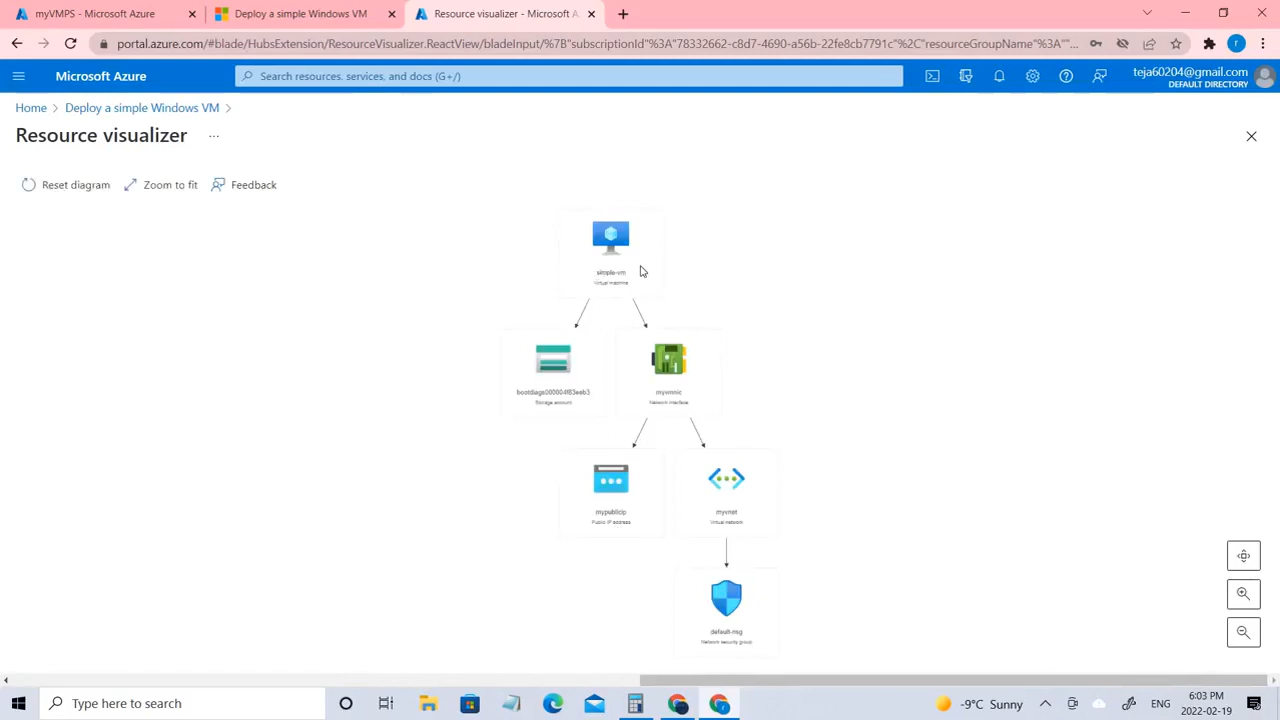 myVMPS - Microsoft Azure
Deploy a simple Windows VM
Resource visualizer - Microsoft A
portal.azure.com/#blade/HubsExtension/ResourceVisualizer.ReactView/bladeInput/%7B"subscriptionId"%3A"78332662-c8d7-4690-a56b-22fe8cb7791c"%2C"resourceGroupName"%3A""...
Microsoft Azure
Search resources, services, and docs (G+/)
teja60204@gmail.com
DEFAULT DIRECTORY
Home > Deploy a simple Windows VM >
Resource visualizer ...
Reset diagram
Zoom to fit
Feedback
simple-vm
Virtual machine
bootdiags000604f83eeb3
Storage account
myvmnic
Network interface
mypublicip
Public IP address
myvnet
Virtual network
default-nsg
Network security group
Type here to search
-9°C Sunny
ENG
6:03 PM
2022-02-19